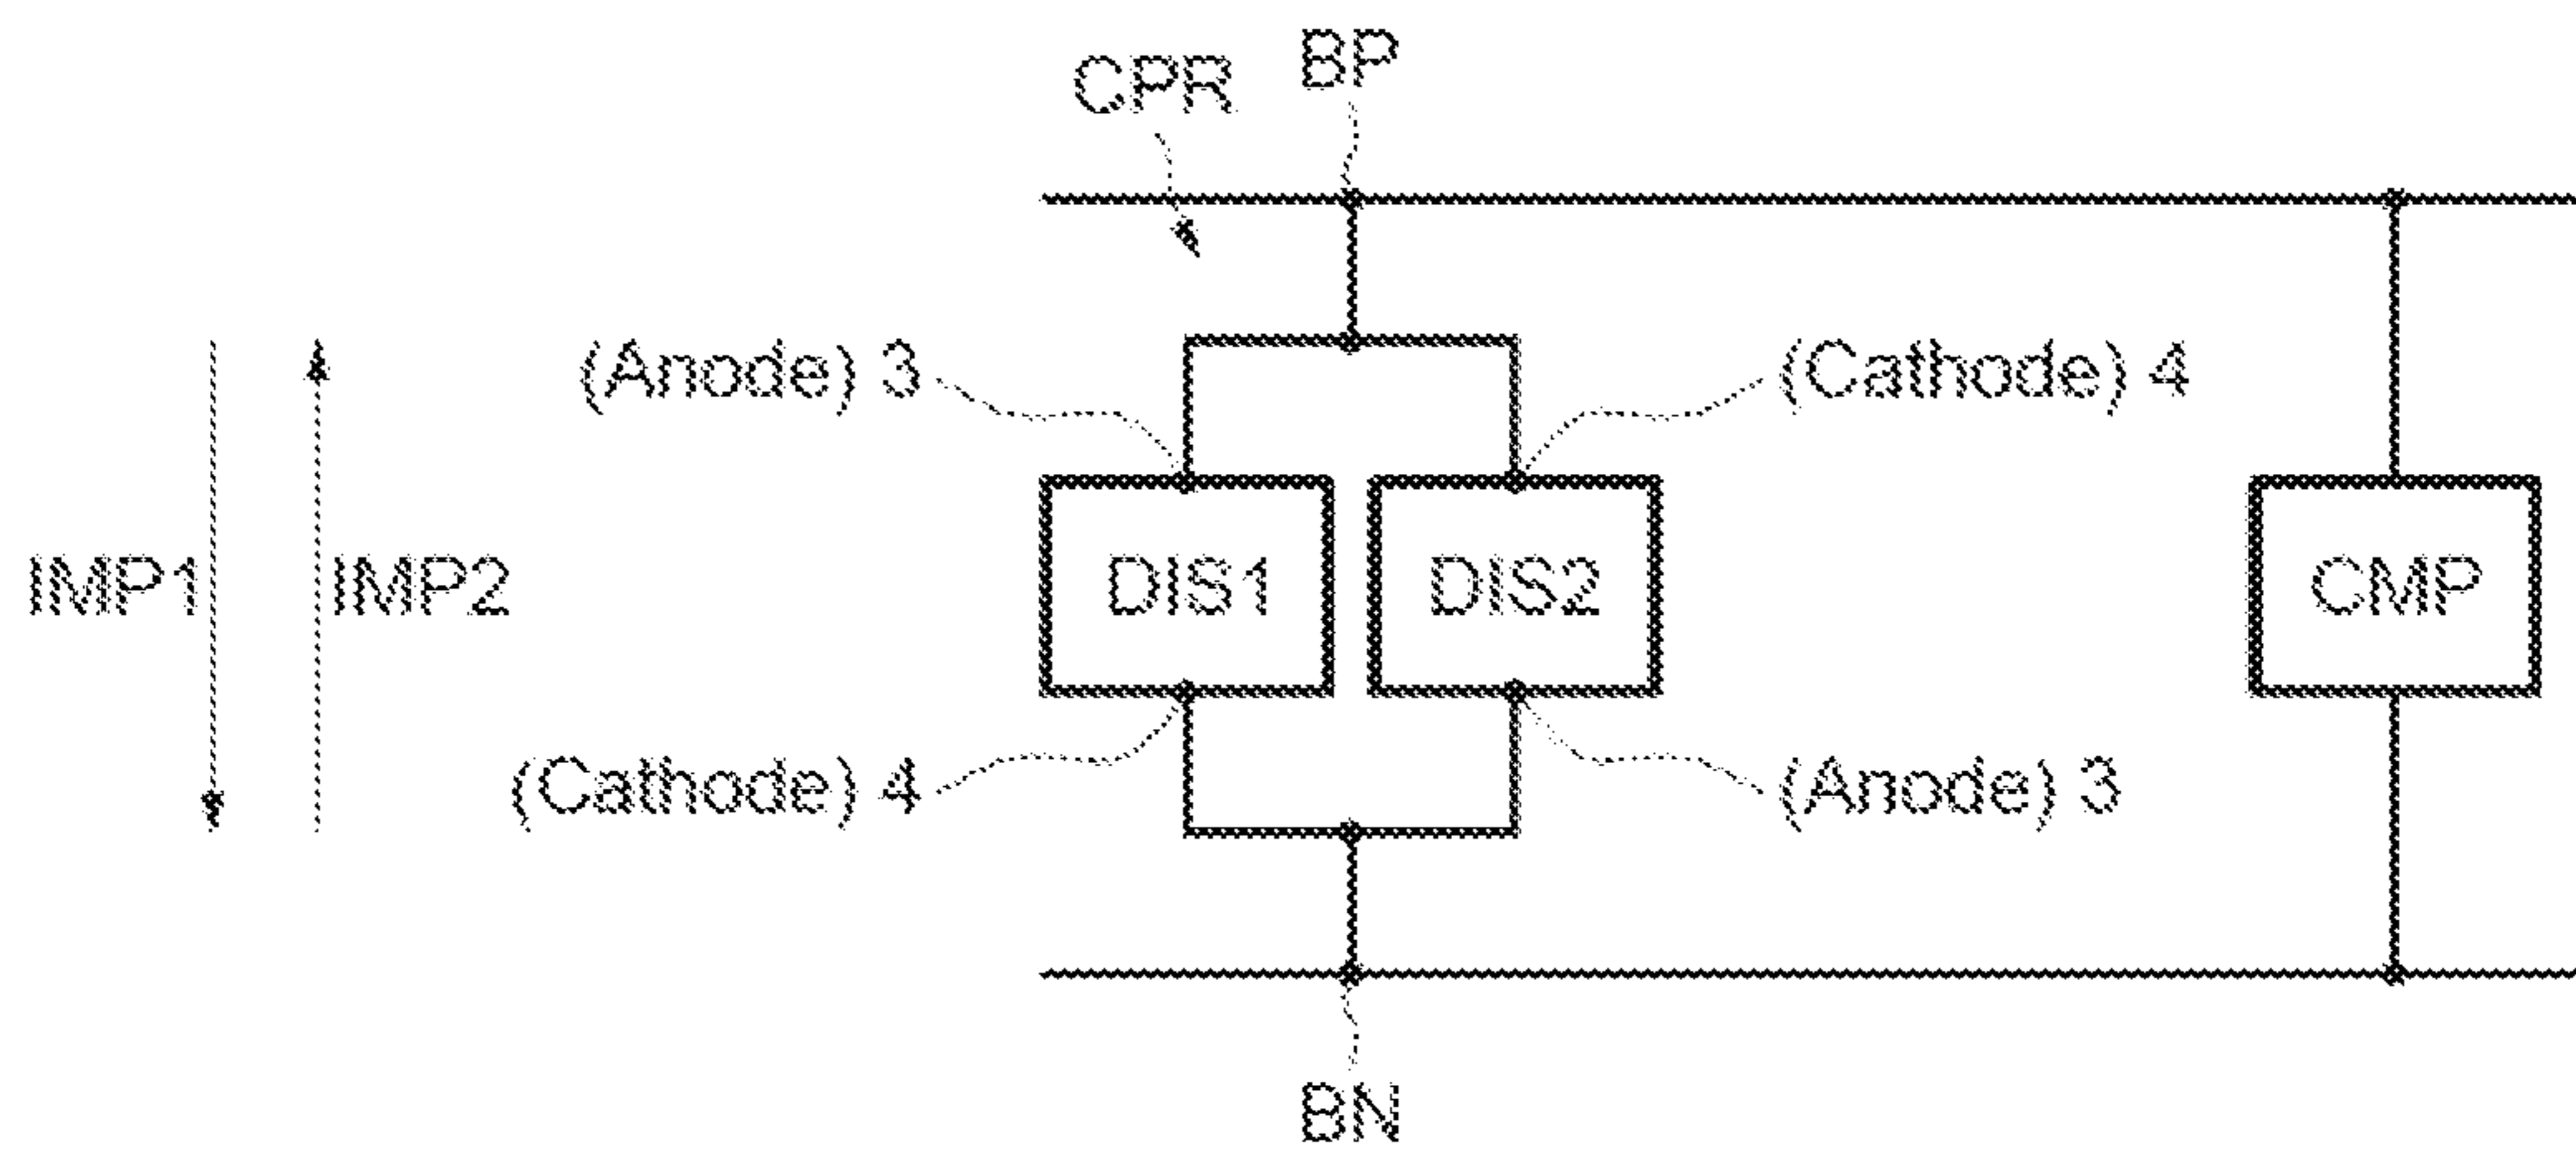 CPR BP
(Anode) 3 (Cathode) 4
IMP1 IMP2 DIS1 DIS2 CMP
(Cathode) 4 (Anode) 3
BN